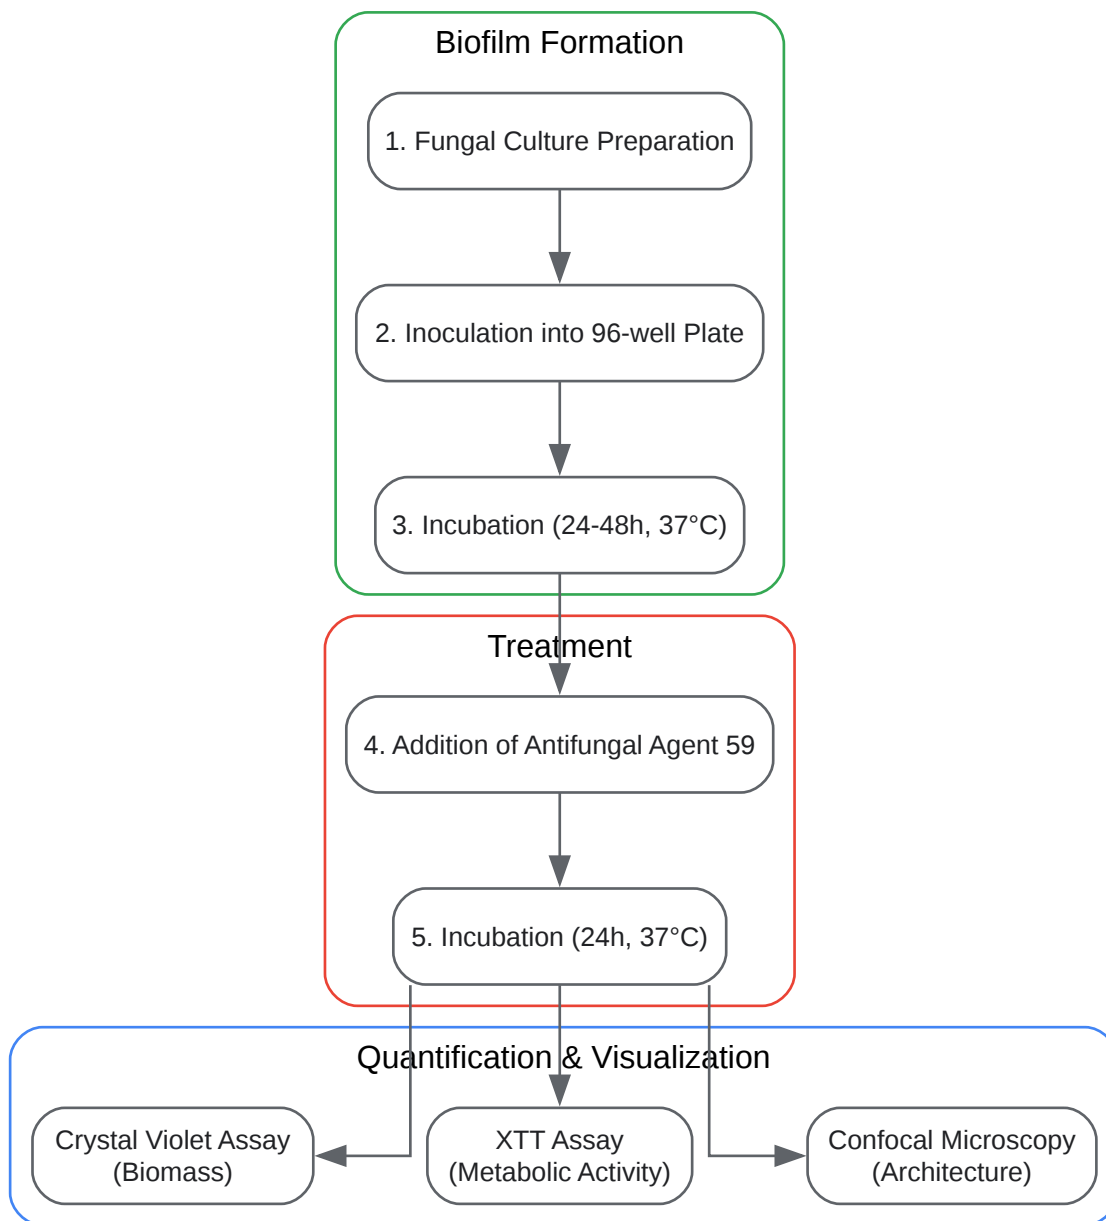 Biofilm Formation
1. Fungal Culture Preparation
2. Inoculation into 96-well Plate
3. Incubation (24-48h, 37°C)
Treatment
4. Addition of Antifungal Agent 59
5. Incubation (24h, 37°C)
Quantification & Visualization
Crystal Violet Assay
(Biomass)
XTT Assay
(Metabolic Activity)
Confocal Microscopy
(Architecture)